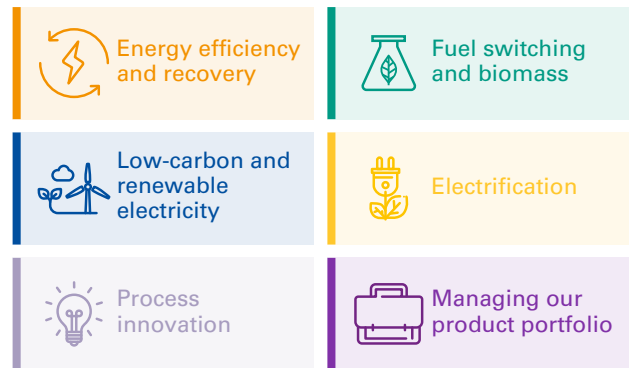 Energy efficiency
and recovery
Fuel switching
and biomass
Low-carbon and
renewable
electricity
Electrification
Process
innovation
Managing our
product portfolio